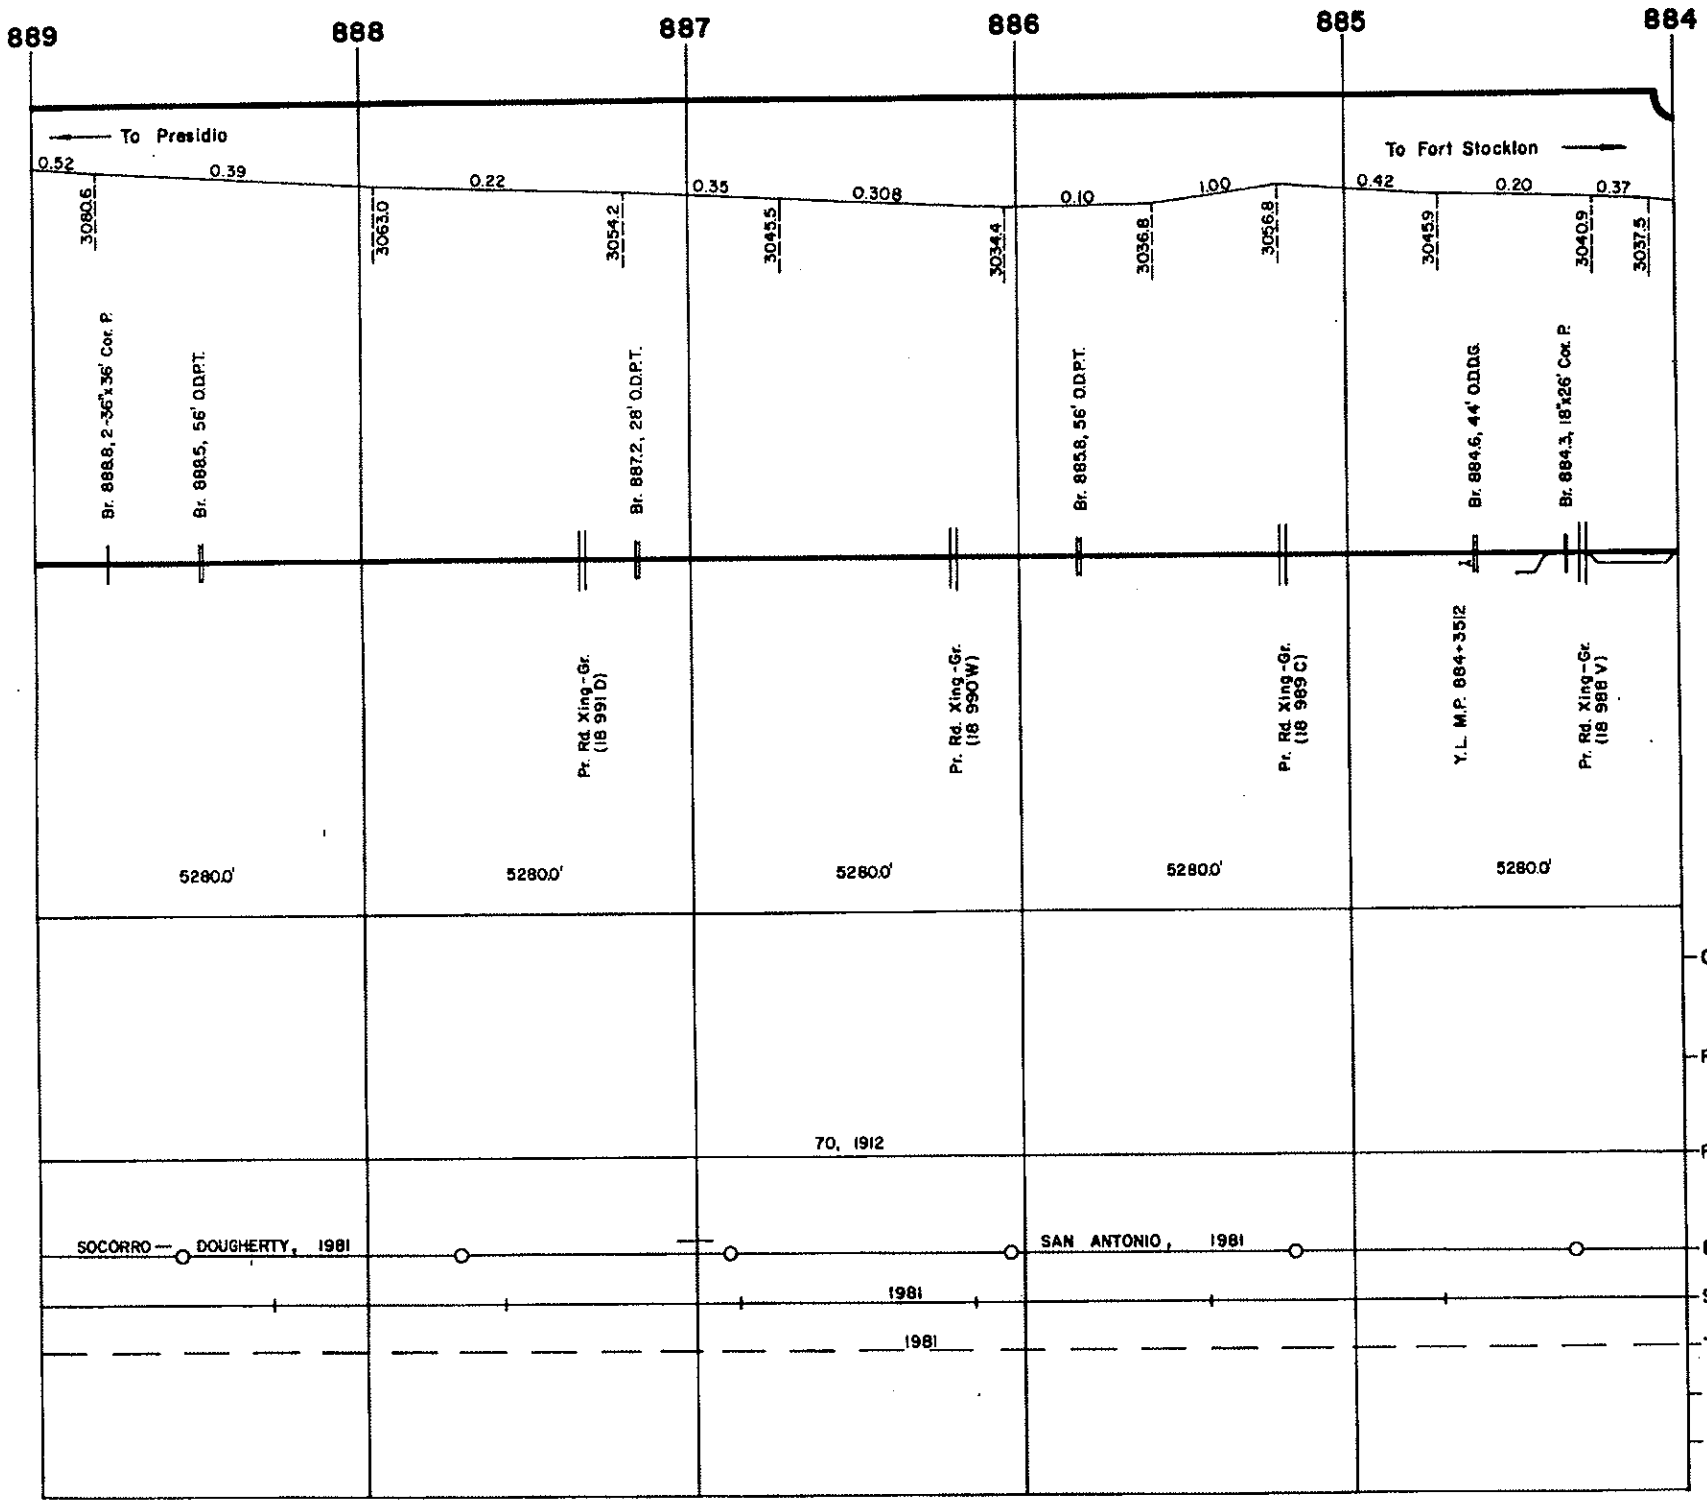 889 888 887 886 885 884
To Presidio
To Fort Stockton
0.52 0.39 0.22 0.35 0.308 0.10 1.00 0.42 0.20 0.37
3080.6 3063.0 3054.2 3045.5 3034.4 3036.8 3056.8 3045.9 3040.9 3037.5
Br. 888.8, 2-36"x36' Cor. P.
Br. 888.5, 56' O.D.P.T.
Br. 887.2, 28' O.D.P.T.
Br. 885.8, 56' O.D.P.T.
Br. 884.6, 44' O.D.D.G.
Br. 884.3, 18"x26' Cor. P.
Pr. Rd. Xing-Gr.
(18 991 D)
Pr. Rd. Xing-Gr.
(18 990 W)
Pr. Rd. Xing-Gr.
(18 989 C)
Y.L. M.P. 884+3512
Pr. Rd. Xing-Gr.
(18 988 V)
5280.0' 5280.0' 5280.0' 5280.0' 5280.0'
70, 1912
SOCORRO — DOUGHERTY, 1981
SAN ANTONIO, 1981
1981
1981